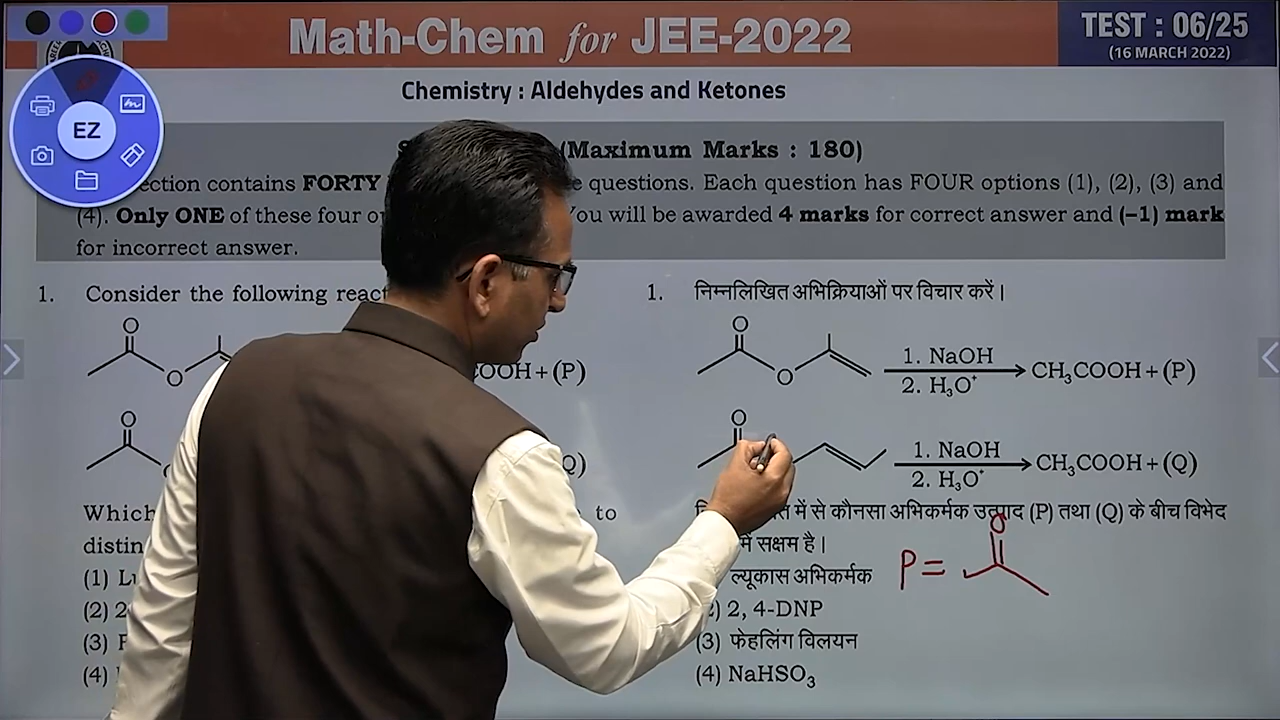 Math-Chem for JEE-2022
TEST : 06/25
(16 MARCH 2022)
Chemistry : Aldehydes and Ketones
(Maximum Marks : 180)
ection contains FORTY e questions. Each question has FOUR options (1), (2), (3) and
(4). Only ONE of these four o You will be awarded 4 marks for correct answer and (–1) mark
for incorrect answer.
EZ
1. Consider the following reac
O
O
COOH + (P)
O
Q)
Which to
distin
(1) L
(2) 2
(3) F
(4)
1. निम्नलिखित अभिक्रियाओं पर विचार करें।
O
O
1. NaOH
2. H₃O⁺
CH₃COOH + (P)
O
1. NaOH
2. H₃O⁺
CH₃COOH + (Q)
में से कौनसा अभिकर्मक उत्पाद (P) तथा (Q) के बीच विभेद
में सक्षम है।
ल्यूकास अभिकर्मक
2) 2, 4-DNP
(3) फेहलिंग विलयन
(4) NaHSO₃
P =
O